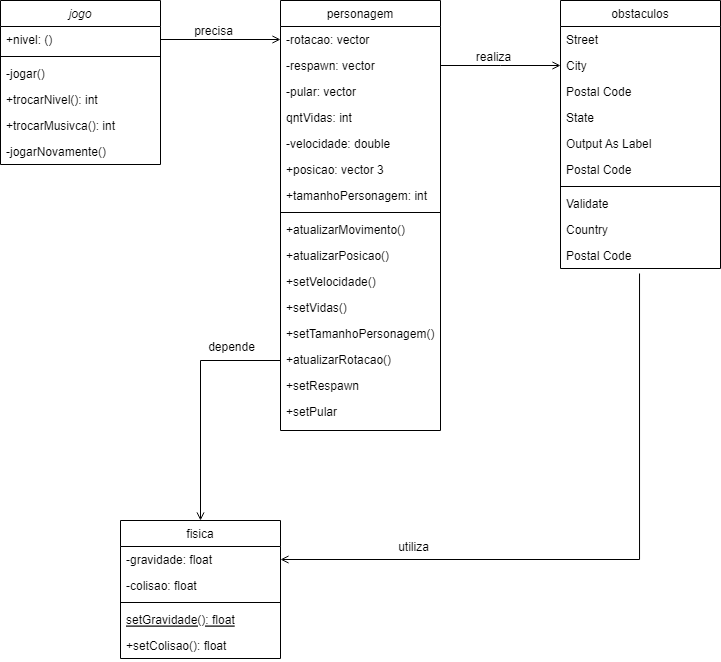 jogo
+nivel: ()
-jogar()
+trocarNivel(): int
+trocarMusivca(): int
-jogarNovamente()
precisa
personagem
-rotacao: vector
-respawn: vector
-pular: vector
qntVidas: int
-velocidade: double
+posicao: vector 3
+tamanhoPersonagem: int
+atualizarMovimento()
+atualizarPosicao()
+setVelocidade()
+setVidas()
+setTamanhoPersonagem()
+atualizarRotacao()
+setRespawn
+setPular
realiza
obstaculos
Street
City
Postal Code
State
Output As Label
Postal Code
Validate
Country
Postal Code
depende
utiliza
fisica
-gravidade: float
-colisao: float
setGravidade(): float
+setColisao(): float